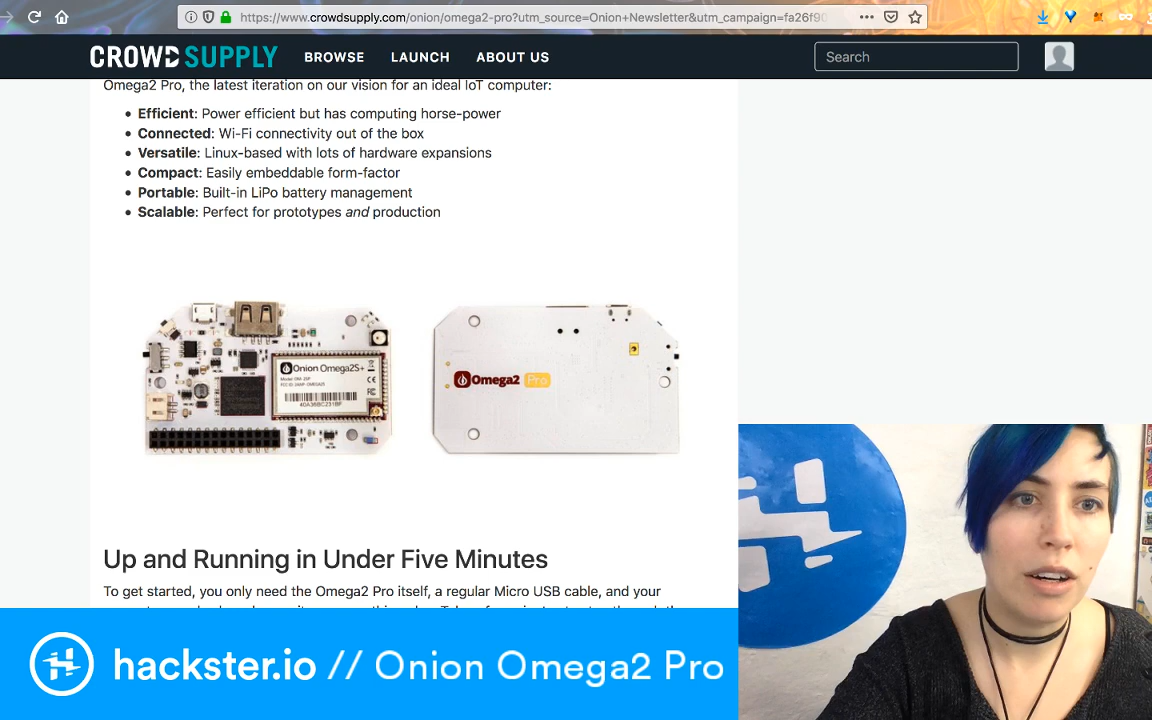 https://www.crowdsupply.com/onion/omega2-pro?utm_source=Onion+Newsletter&utm_campaign=fa26f90
CROWD SUPPLY BROWSE LAUNCH ABOUT US Search
Omega2 Pro, the latest iteration on our vision for an ideal IoT computer:
• Efficient: Power efficient but has computing horse-power
• Connected: Wi-Fi connectivity out of the box
• Versatile: Linux-based with lots of hardware expansions
• Compact: Easily embeddable form-factor
• Portable: Built-in LiPo battery management
• Scalable: Perfect for prototypes and production
Onion Omega2S+
40A36BC231BF
Omega2 Pro
Up and Running in Under Five Minutes
To get started, you only need the Omega2 Pro itself, a regular Micro USB cable, and your
hackster.io // Onion Omega2 Pro